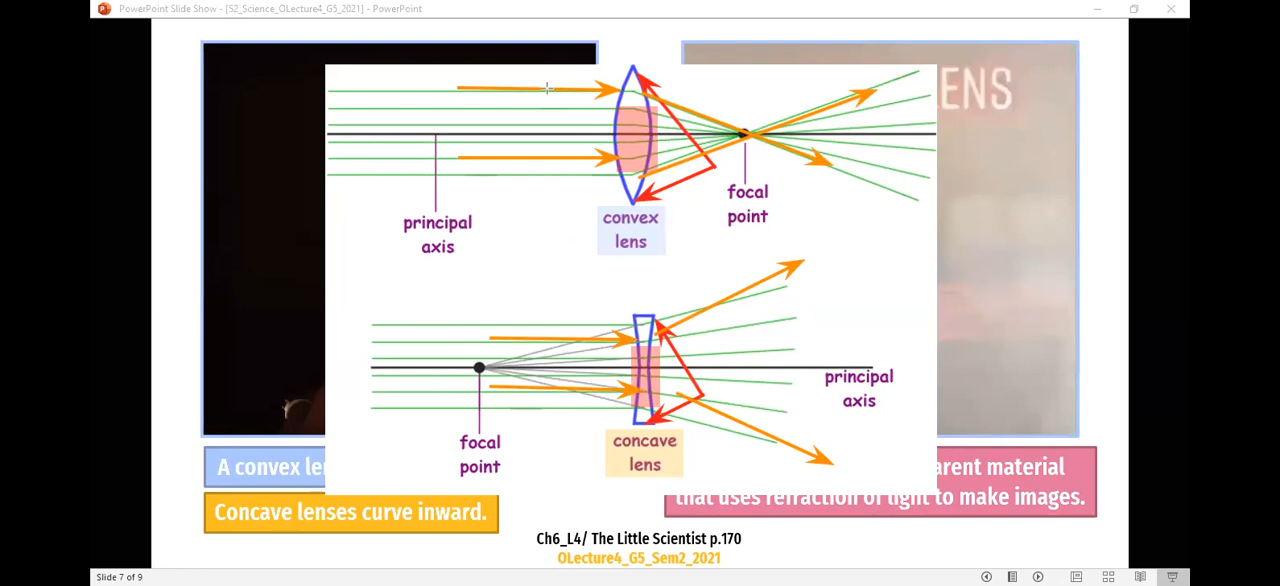 PowerPoint Slide Show - [S2_Science_OLecture4_G5_2021] - PowerPoint
ENS
principal
axis
convex
lens
focal
point
focal
point
concave
lens
principal
axis
A convex le
arent material
that uses refraction of light to make images.
Concave lenses curve inward.
Ch6_L4/ The Little Scientist p.170
OLecture4_G5_Sem2_2021
Slide 7 of 9